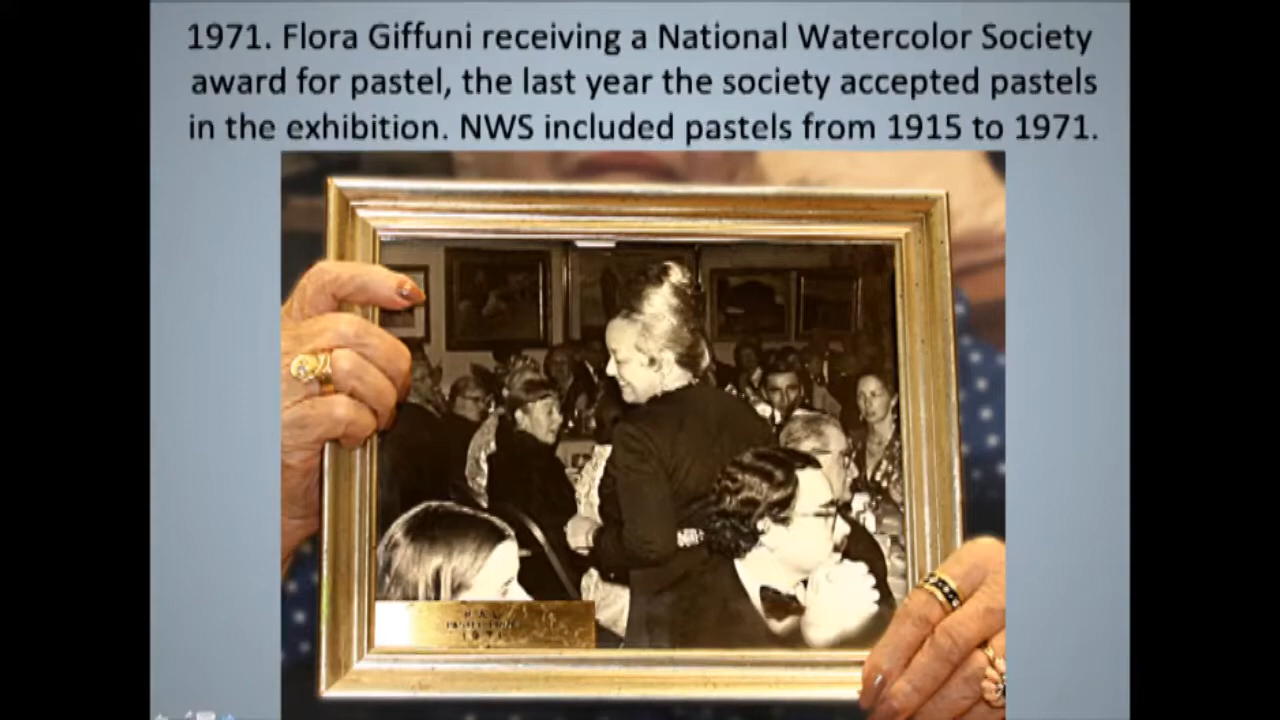 1971. Flora Giffuni receiving a National Watercolor Society
award for pastel, the last year the society accepted pastels
in the exhibition. NWS included pastels from 1915 to 1971.
1971